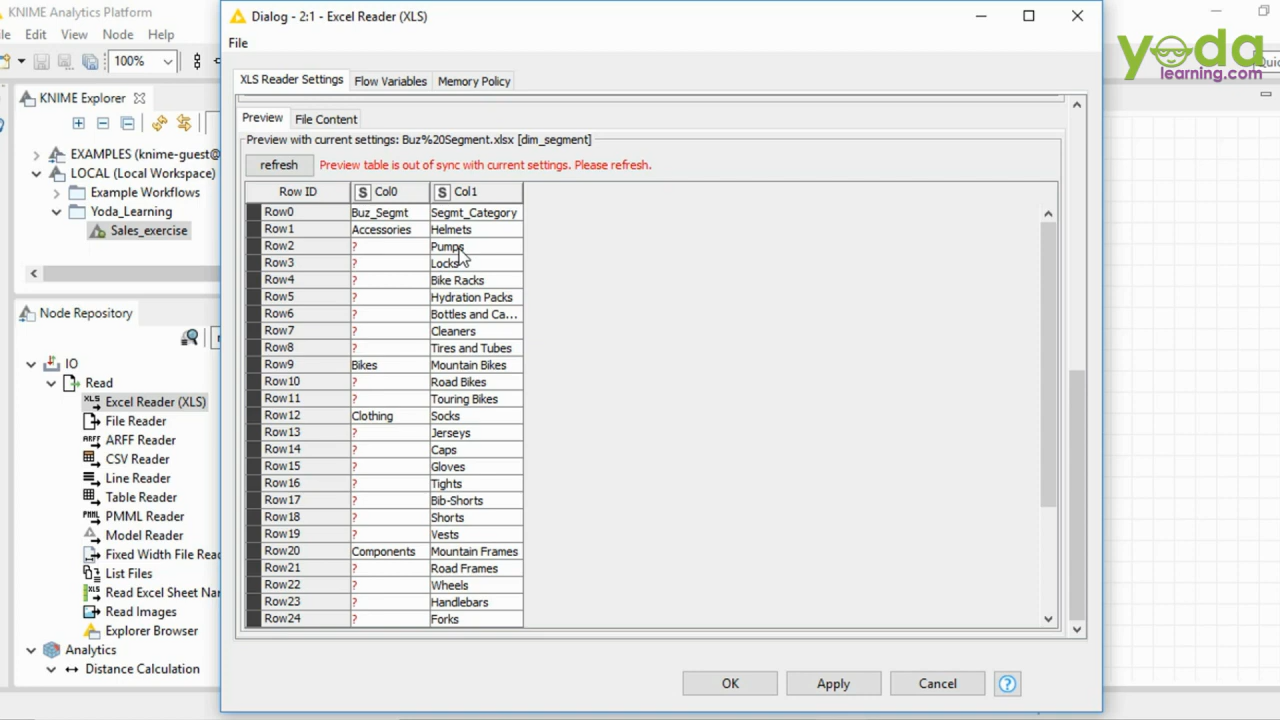 KNIME Analytics Platform
Edit View Node Help
100%
KNIME Explorer
EXAMPLES (knime-guest@
LOCAL (Local Workspace)
Example Workflows
Yoda_Learning
Sales_exercise
Node Repository
IO
Read
Excel Reader (XLS)
File Reader
ARFF Reader
CSV Reader
Line Reader
Table Reader
PMML Reader
Model Reader
Fixed Width File Rea
List Files
Read Excel Sheet Nar
Read Images
Explorer Browser
Analytics
Distance Calculation
Dialog - 2:1 - Excel Reader (XLS)
File
XLS Reader Settings Flow Variables Memory Policy
Preview File Content
Preview with current settings: Buz%20Segment.xlsx [dim_segment]
refresh Preview table is out of sync with current settings. Please refresh.
Row ID S Col0 S Col1
Row0 Buz_Segmt Segmt_Category
Row1 Accessories Helmets
Row2 ? Pumps
Row3 ? Locks
Row4 ? Bike Racks
Row5 ? Hydration Packs
Row6 ? Bottles and Ca...
Row7 ? Cleaners
Row8 ? Tires and Tubes
Row9 Bikes Mountain Bikes
Row10 ? Road Bikes
Row11 ? Touring Bikes
Row12 Clothing Socks
Row13 ? Jerseys
Row14 ? Caps
Row15 ? Gloves
Row16 ? Tights
Row17 ? Bib-Shorts
Row18 ? Shorts
Row19 ? Vests
Row20 Components Mountain Frames
Row21 ? Road Frames
Row22 ? Wheels
Row23 ? Handlebars
Row24 ? Forks
OK Apply Cancel ?
yoda
learning.com